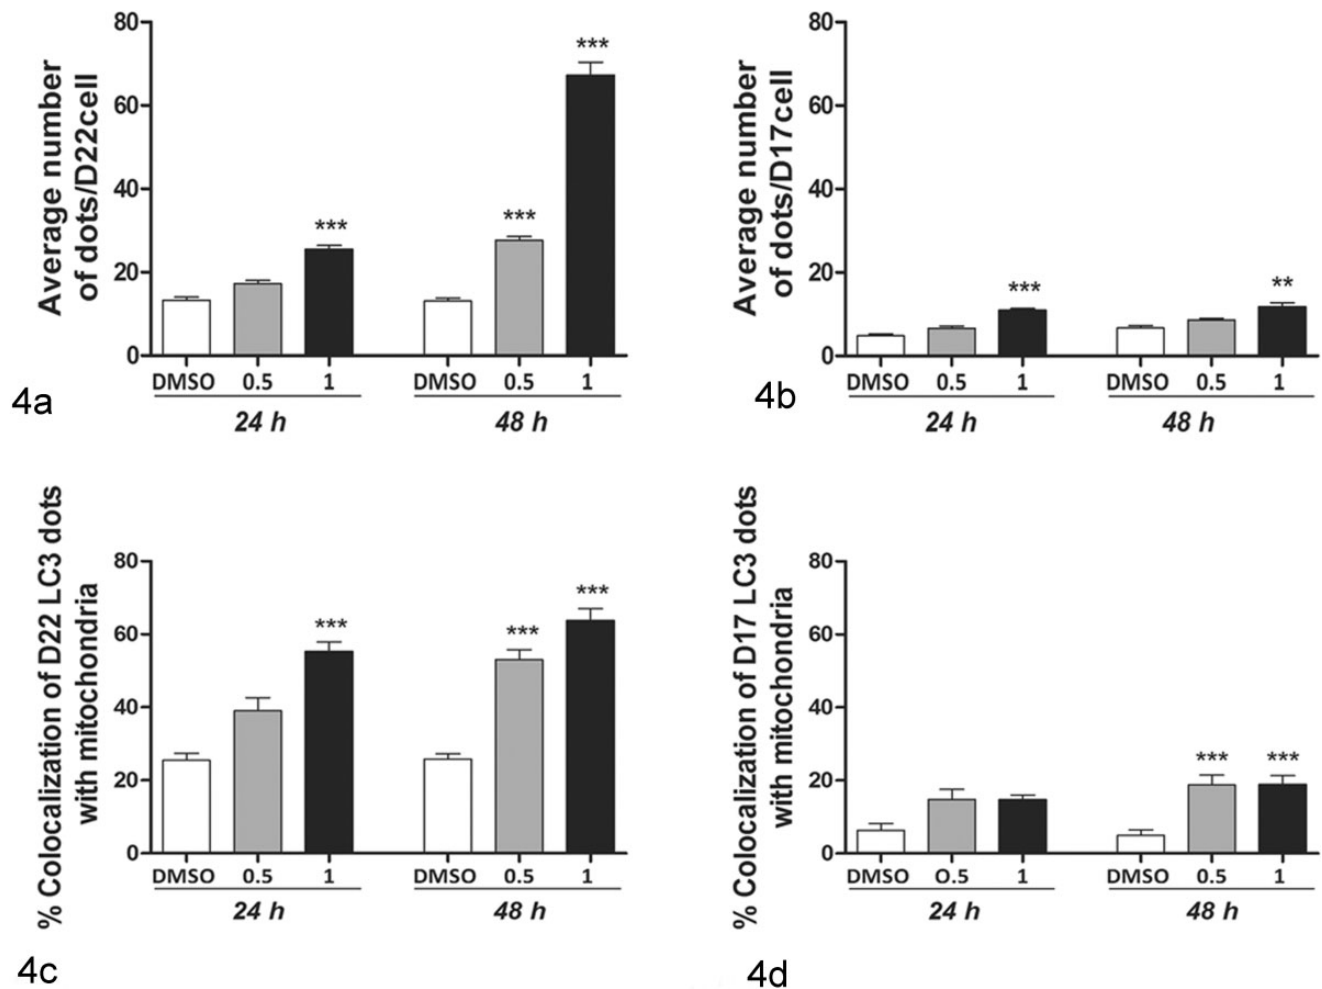 Average number
of dots/D22cell
80
60
40
20
0
***
***
***
DMSO 0.5 1 DMSO 0.5 1
24 h 48 h
4a
Average number
of dots/D17cell
80
60
40
20
0
***
**
DMSO 0.5 1 DMSO 0.5 1
24 h 48 h
4b
% Colocalization of D22 LC3 dots
with mitochondria
80
60
40
20
0
***
***
***
DMSO 0.5 1 DMSO 0.5 1
24 h 48 h
4c
% Colocalization of D17 LC3 dots
with mitochondria
80
60
40
20
0
***
***
DMSO O.5 1 DMSO 0.5 1
24 h 48 h
4d